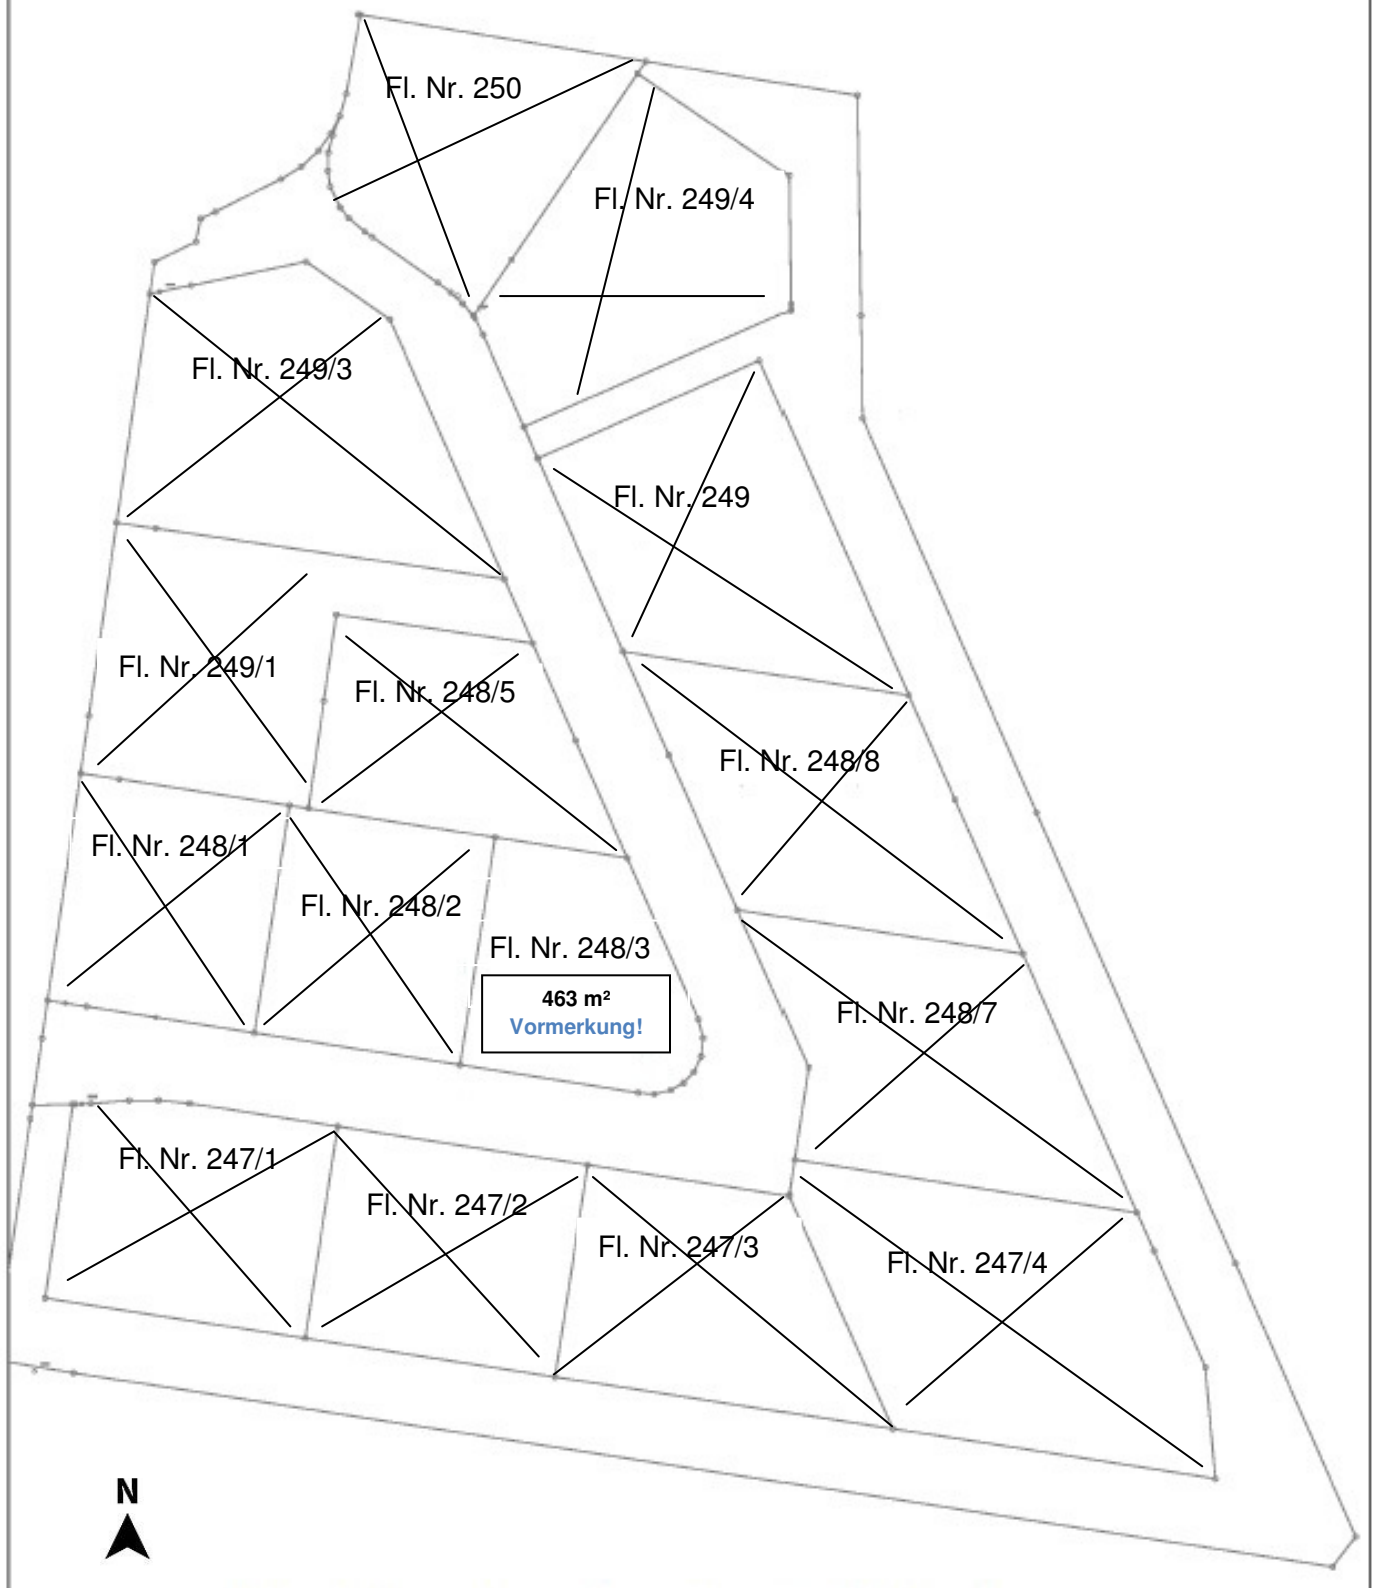 Fl. Nr. 250
Fl. Nr. 249/4
Fl. Nr. 249/3
Fl. Nr. 249
Fl. Nr. 249/1
Fl. Nr. 248/5
Fl. Nr. 248/8
Fl. Nr. 248/1
Fl. Nr. 248/2
Fl. Nr. 248/3
463 m²
Vormerkung!
Fl. Nr. 248/7
Fl. Nr. 247/1
Fl. Nr. 247/2
Fl. Nr. 247/3
Fl. Nr. 247/4
N